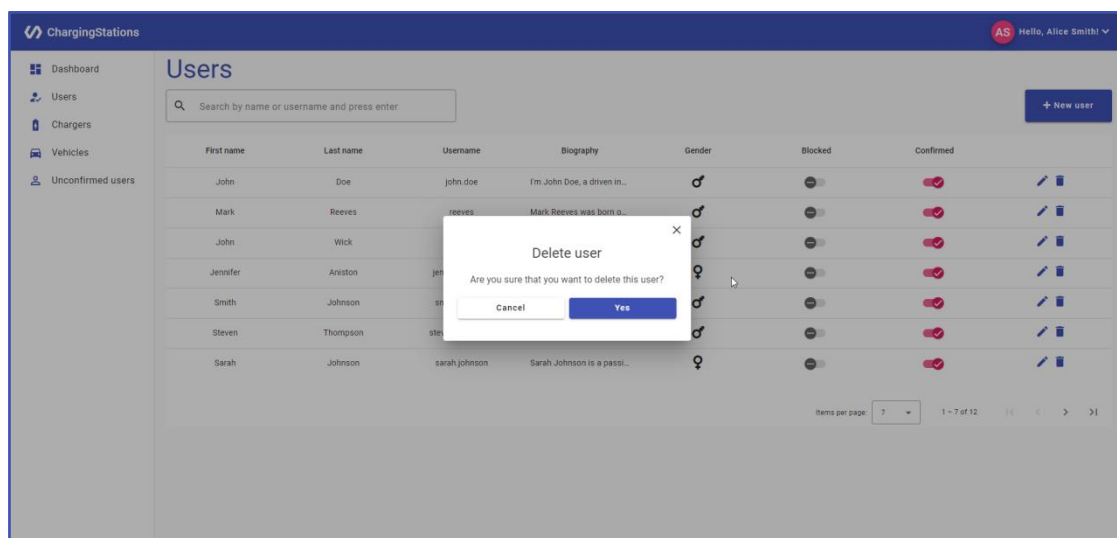 ChargingStations
AS Hello, Alice Smith!
Dashboard
Users
Chargers
Vehicles
Unconfirmed users
Users
Search by name or username and press enter
+ New user
First name Last name Username Biography Gender Blocked Confirmed
John Doe john.doe I'm John Doe, a driven in...
Mark Reeves reeves Mark Reeves was born o...
John Wick
Jennifer Aniston
Smith Johnson
Steven Thompson
Sarah Johnson sarah.johnson Sarah Johnson is a passi...
Delete user
Are you sure that you want to delete this user?
Cancel Yes
Items per page: 7 1 – 7 of 12